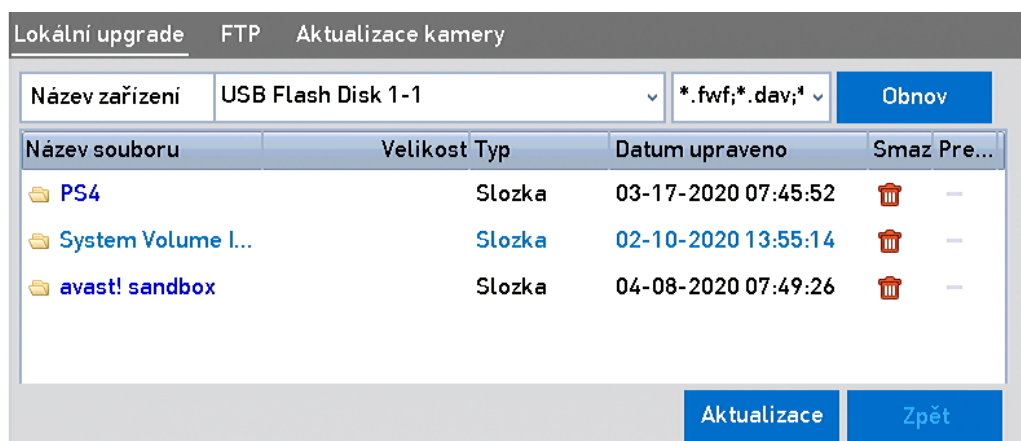 Lokální upgrade FTP Aktualizace kamery
Název zařízení USB Flash Disk 1-1 *.fwf;*.dav;* Obnov
Název souboru Velikost Typ Datum upraveno Smaz Pre...
PS4 Slozka 03-17-2020 07:45:52
System Volume I... Slozka 02-10-2020 13:55:14
avast! sandbox Slozka 04-08-2020 07:49:26
Aktualizace Zpět